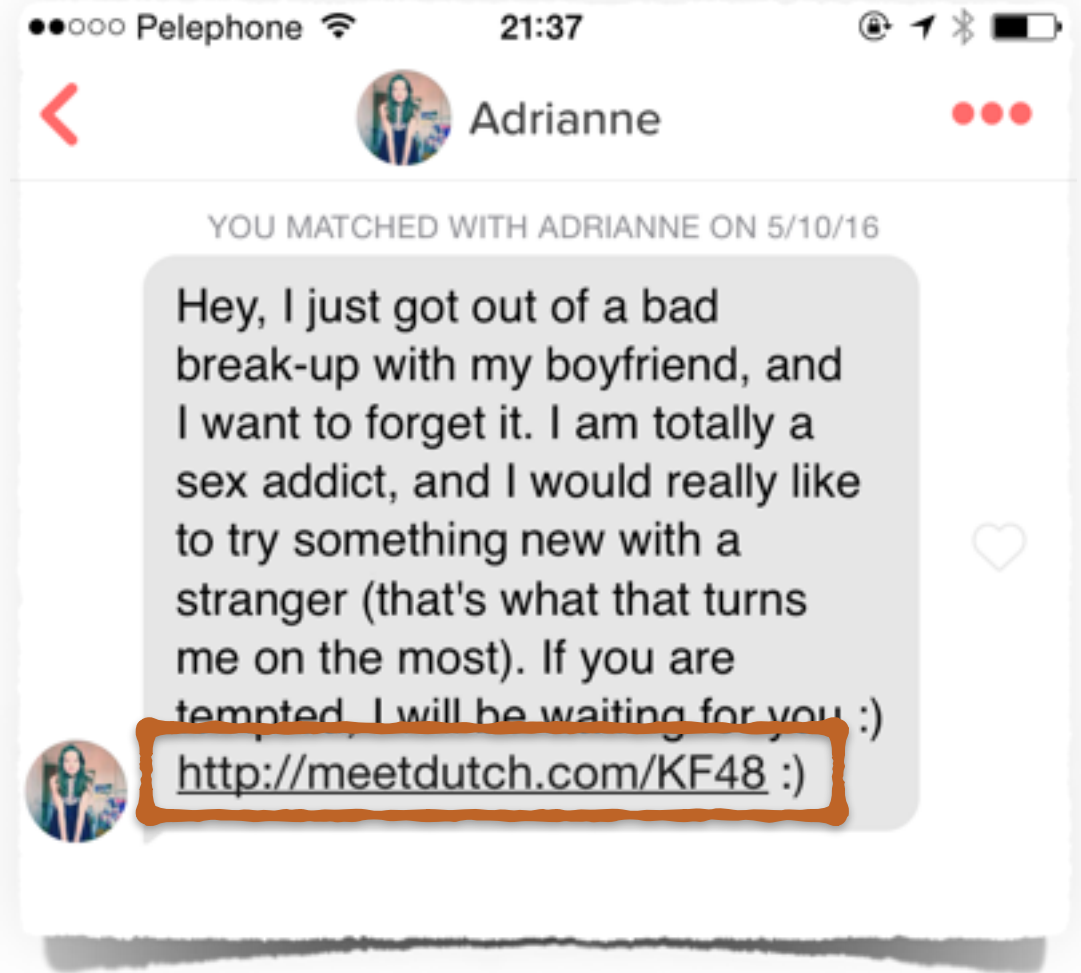 Pelephone 21:37
Adrianne
YOU MATCHED WITH ADRIANNE ON 5/10/16
Hey, I just got out of a bad
break-up with my boyfriend, and
I want to forget it. I am totally a
sex addict, and I would really like
to try something new with a
stranger (that's what that turns
me on the most). If you are
tempted, I will be waiting for you :)
http://meetdutch.com/KF48 :)